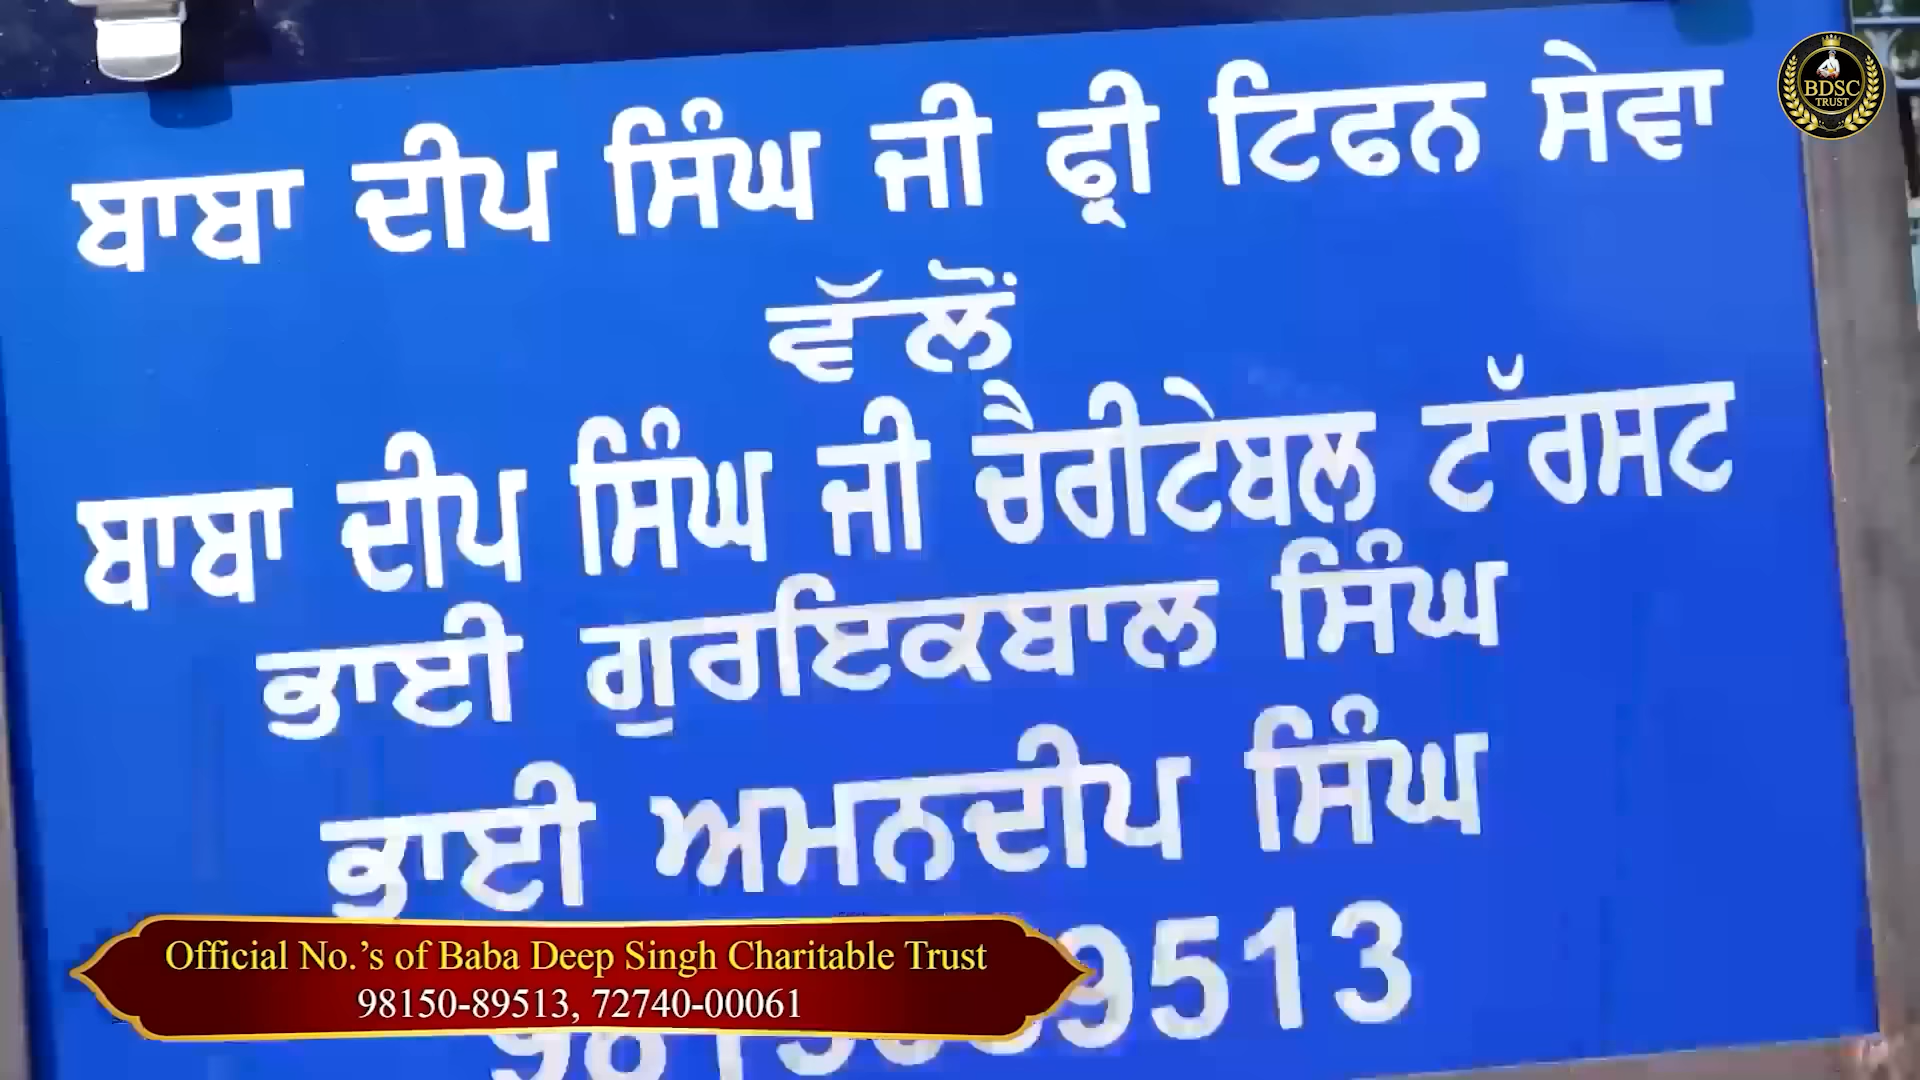 ਬਾਬਾ ਦੀਪ ਸਿੰਘ ਜੀ ਫ੍ਰੀ ਟਿਫਨ ਸੇਵਾ
ਵੱਲੋਂ
ਬਾਬਾ ਦੀਪ ਸਿੰਘ ਜੀ ਚੈਰੀਟੇਬਲ ਟੱਰਸਟ
ਭਾਈ ਗੁਰਇਕਬਾਲ ਸਿੰਘ
ਭਾਈ ਅਮਨਦੀਪ ਸਿੰਘ
BDSC
TRUST
Official No.’s of Baba Deep Singh Charitable Trust
98150-89513, 72740-00061